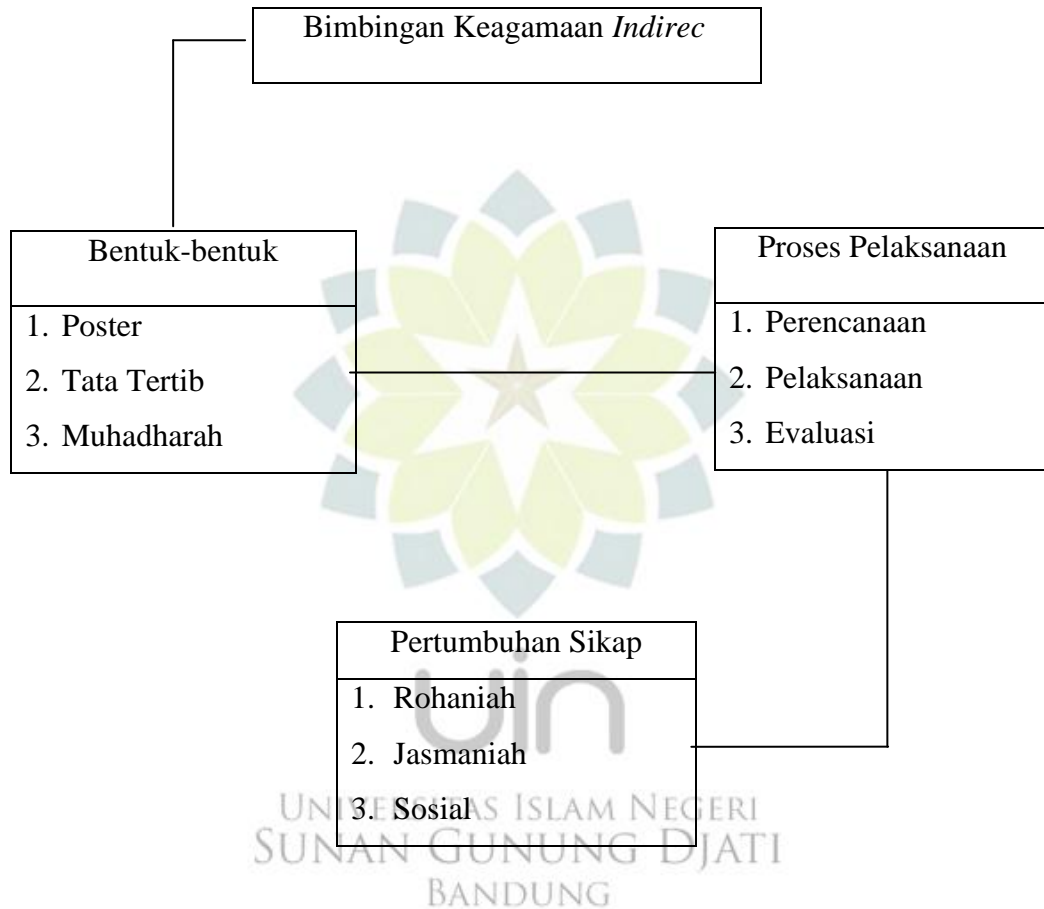 Bimbingan Keagamaan Indirec
Bentuk-bentuk
1. Poster
2. Tata Tertib
3. Muhadharah
Proses Pelaksanaan
1. Perencanaan
2. Pelaksanaan
3. Evaluasi
Pertumbuhan Sikap
1. Rohaniah
2. Jasmaniah
3. Sosial
uin
UNIVERSITAS ISLAM NEGERI
SUNAN GUNUNG DJATI
BANDUNG